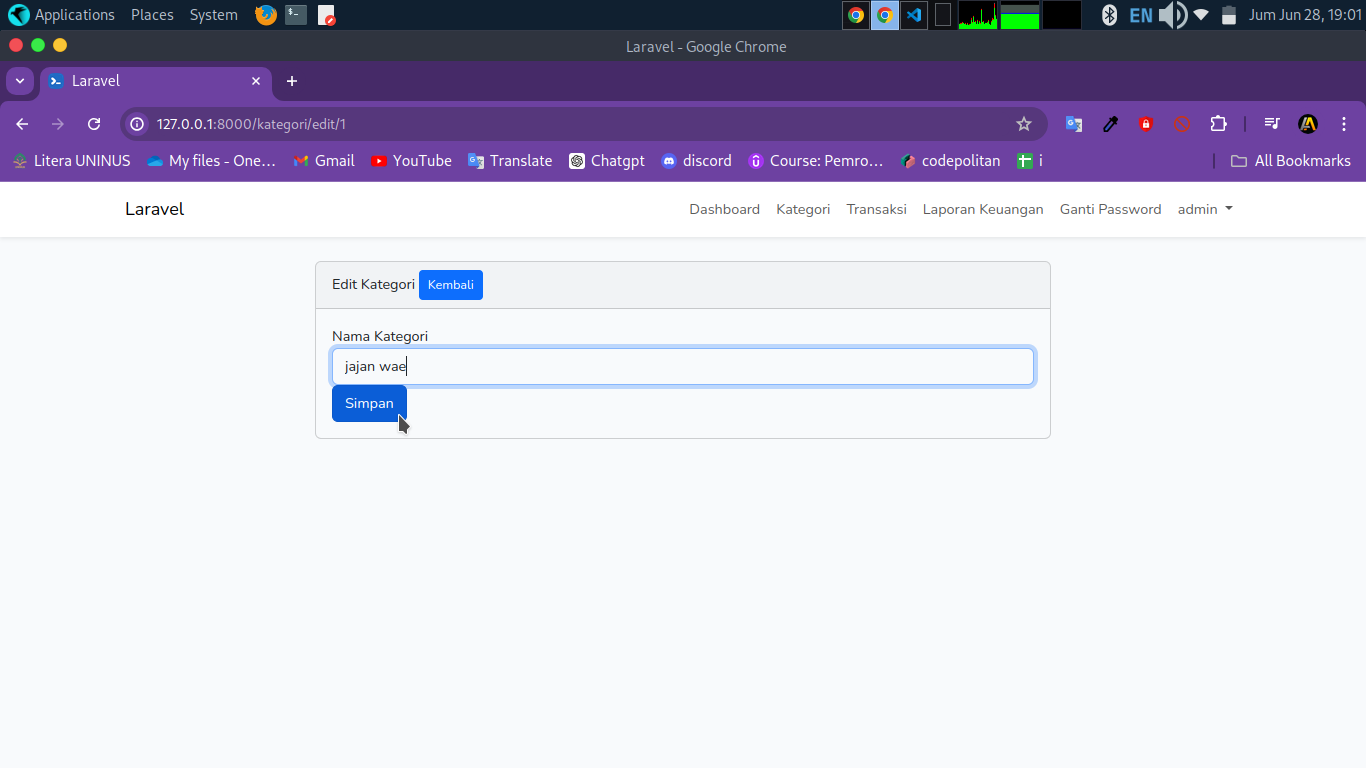 Applications Places System EN Jum Jun 28, 19:01
Laravel - Google Chrome
Laravel
127.0.0.1:8000/kategori/edit/1
Litera UNINUS My files - One... Gmail YouTube Translate Chatgpt discord Course: Pemro... codepolitan i All Bookmarks
Laravel Dashboard Kategori Transaksi Laporan Keuangan Ganti Password admin
Edit Kategori Kembali
Nama Kategori
jajan wae
Simpan